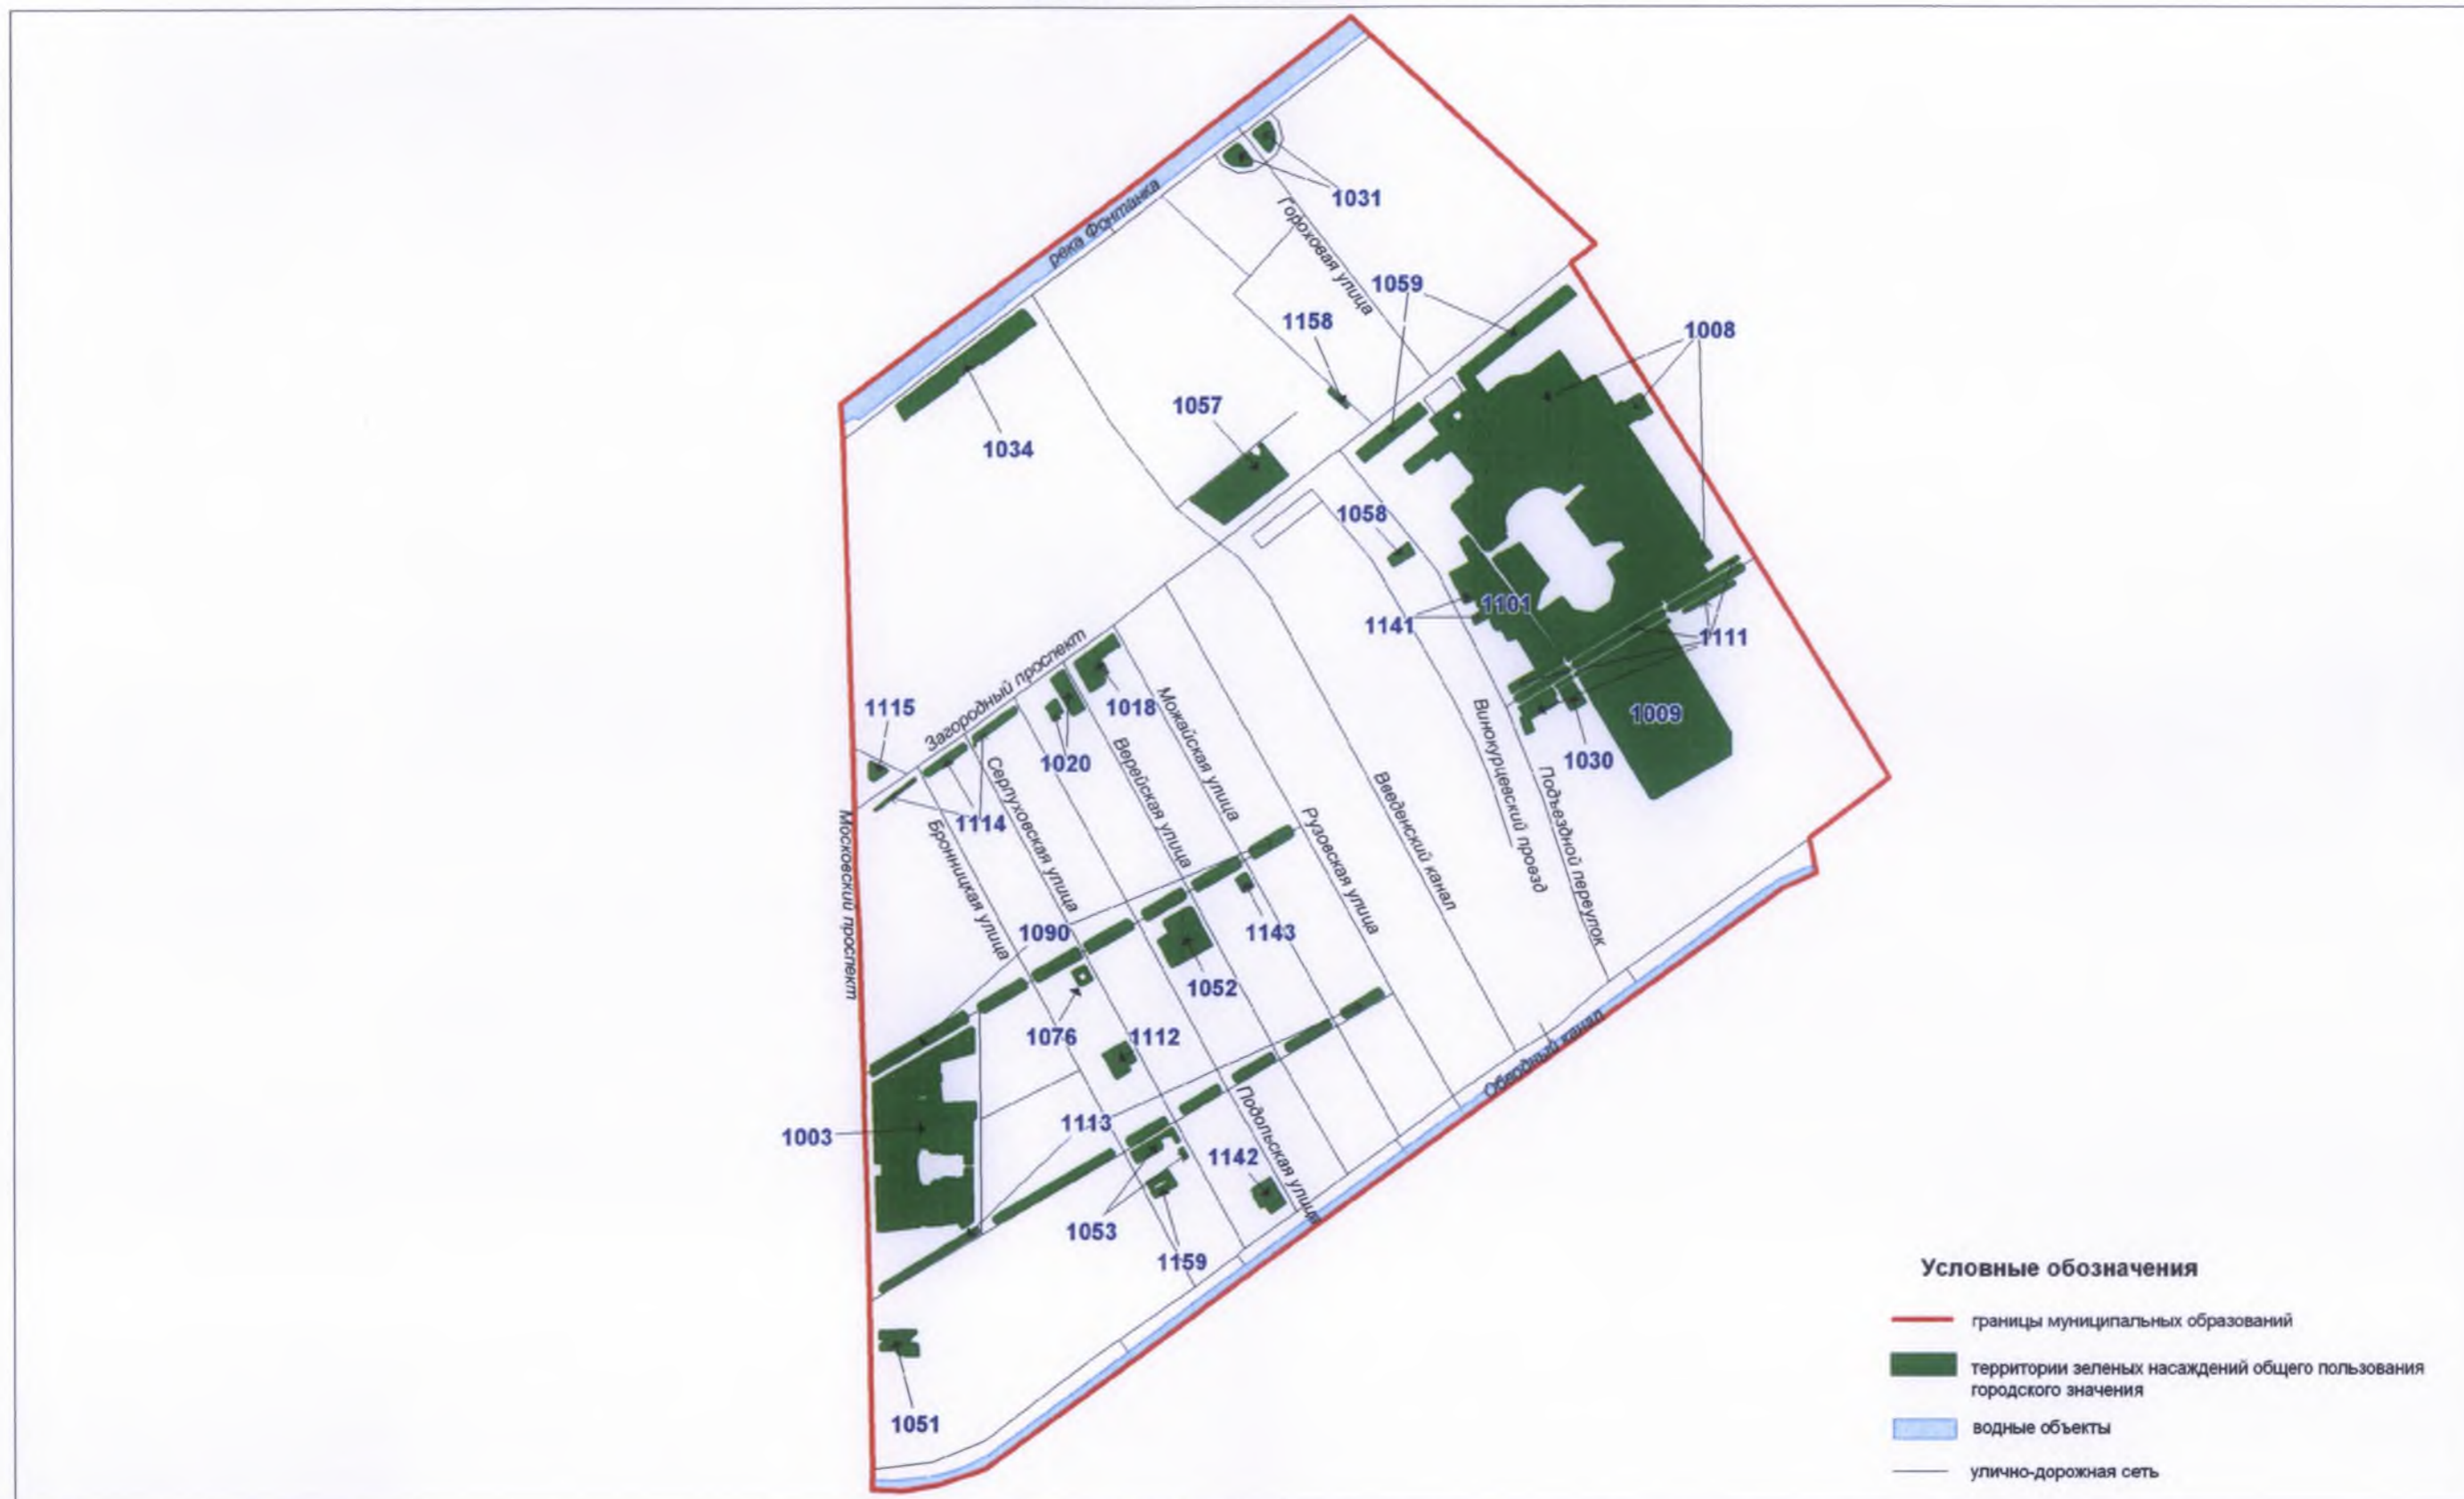 1031
река Фонтанка
Гороховая улица
1059
1158
1008
1057
1034
1058
1101
1141
1111
Загородный проспект
1115
1018
1020
1009
1030
Можайская улица
Верейская улица
Серпуховская улица
Винокурцевский проезд
Подъездной переулок
Введенский канал
Рузовская улица
1114
Бронницкая улица
Московский проспект
1090
1143
1052
1076
1112
Обводный канал
1003
1113
Подольская улица
1142
1053
1159
1051
Условные обозначения
границы муниципальных образований
территории зеленых насаждений общего пользования
городского значения
водные объекты
улично-дорожная сеть